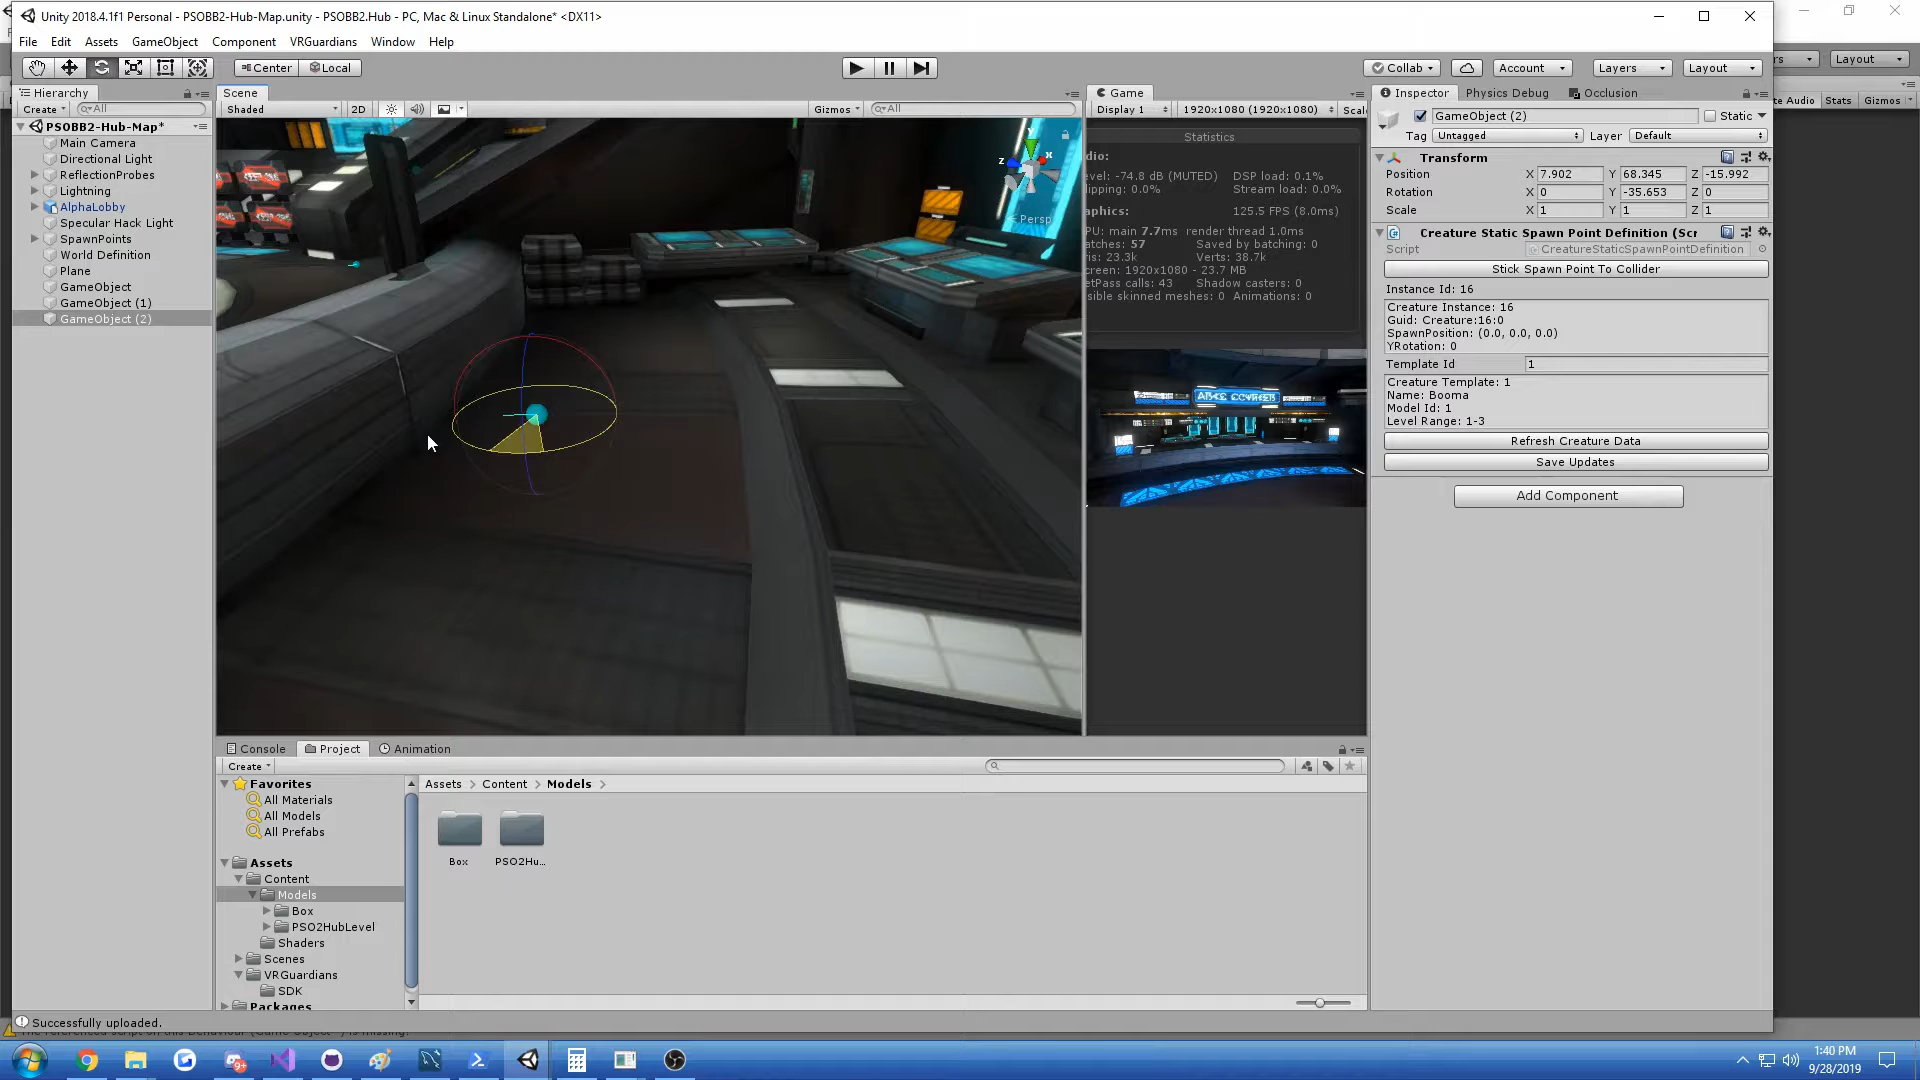 Unity 2018.4.1f1 Personal - PSOBB2-Hub-Map.unity - PSOBB2.Hub - PC, Mac & Linux Standalone* <DX11>
File Edit Assets GameObject Component VRGuardians Window Help
Center Local Collab Account Layers Layout Layout
Hierarchy Scene Game Inspector Physics Debug Occlusion
te Audio Stats Gizmos
Create All Shaded 2D Gizmos All Display 1 1920x1080 (1920x1080) Scale
PSOBB2-Hub-Map*
Main Camera
Directional Light
ReflectionProbes
Lightning
AlphaLobby
Specular Hack Light
SpawnPoints
World Definition
Plane
GameObject
GameObject (1)
GameObject (2)
y
x
z
Persp
Statistics
dio:
evel: -74.8 dB (MUTED) DSP load: 0.1%
lipping: 0.0% Stream load: 0.0%
aphics: 125.5 FPS (8.0ms)
PU: main 7.7ms render thread 1.0ms
atches: 57 Saved by batching: 0
ris: 23.3k Verts: 38.7k
creen: 1920x1080 - 23.7 MB
etPass calls: 43 Shadow casters: 0
isible skinned meshes: 0 Animations: 0
GameObject (2) Static
Tag Untagged Layer Default
Transform
Position X 7.902 Y 68.345 Z -15.992
Rotation X 0 Y -35.653 Z 0
Scale X 1 Y 1 Z 1
Creature Static Spawn Point Definition (Scr
Script CreatureStaticSpawnPointDefinition
Stick Spawn Point To Collider
Instance Id: 16
Creature Instance: 16
Guid: Creature:16:0
SpawnPosition: (0.0, 0.0, 0.0)
YRotation: 0
Template Id 1
Creature Template: 1
Name: Booma
Model Id: 1
Level Range: 1-3
Refresh Creature Data
Save Updates
Add Component
Console Project Animation
Create
Favorites
All Materials
All Models
All Prefabs
Assets
Content
Models
Box
PSO2HubLevel
Shaders
Scenes
VRGuardians
SDK
Packages
Assets > Content > Models >
Box PSO2Hu...
Successfully uploaded.
1:40 PM
9/28/2019